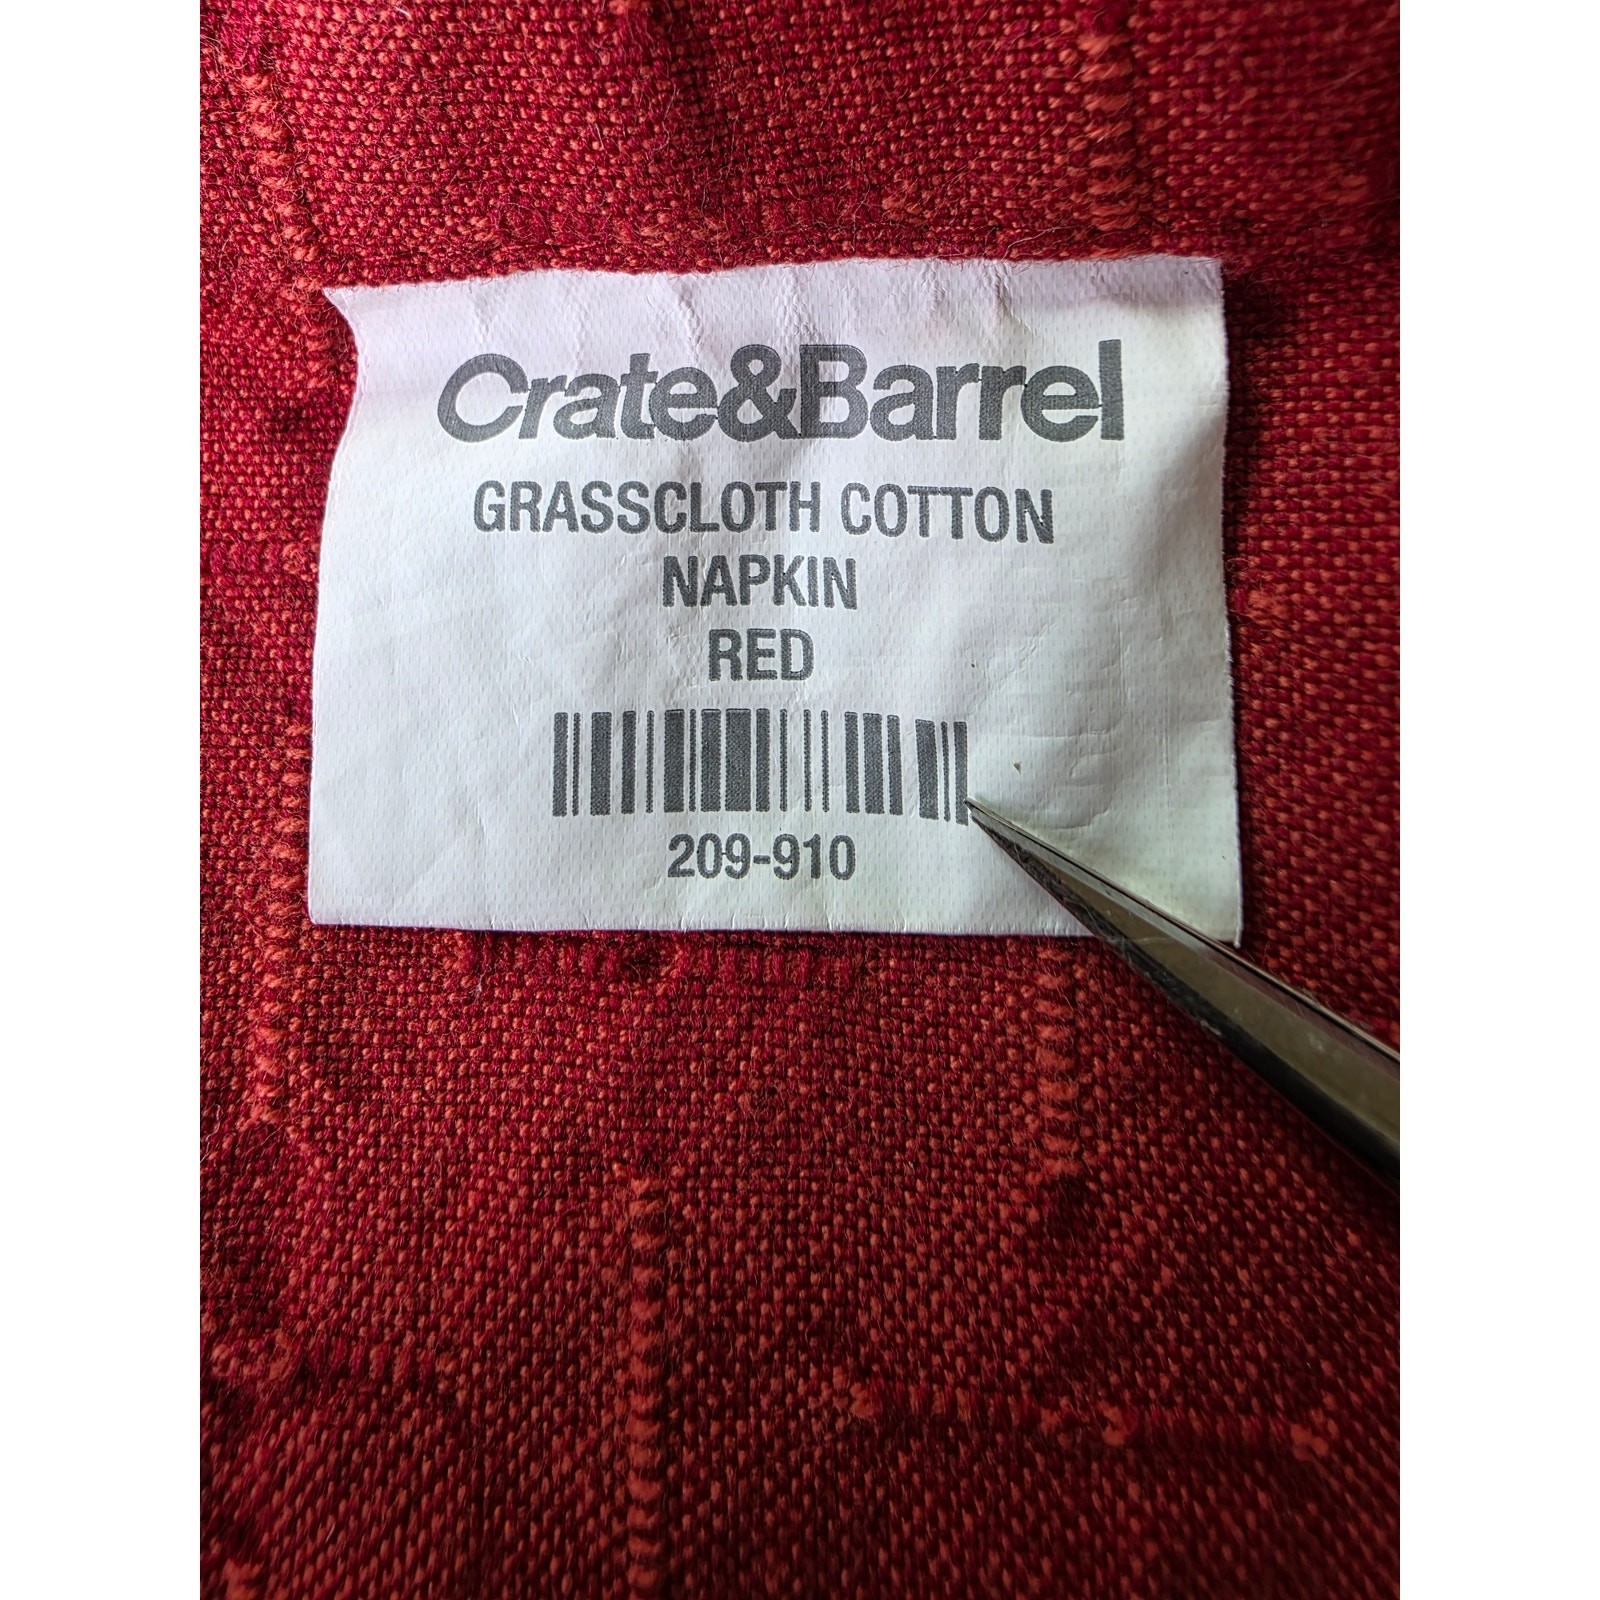 Crate&Barrel
GRASSCLOTH COTTON
NAPKIN
RED
209-910